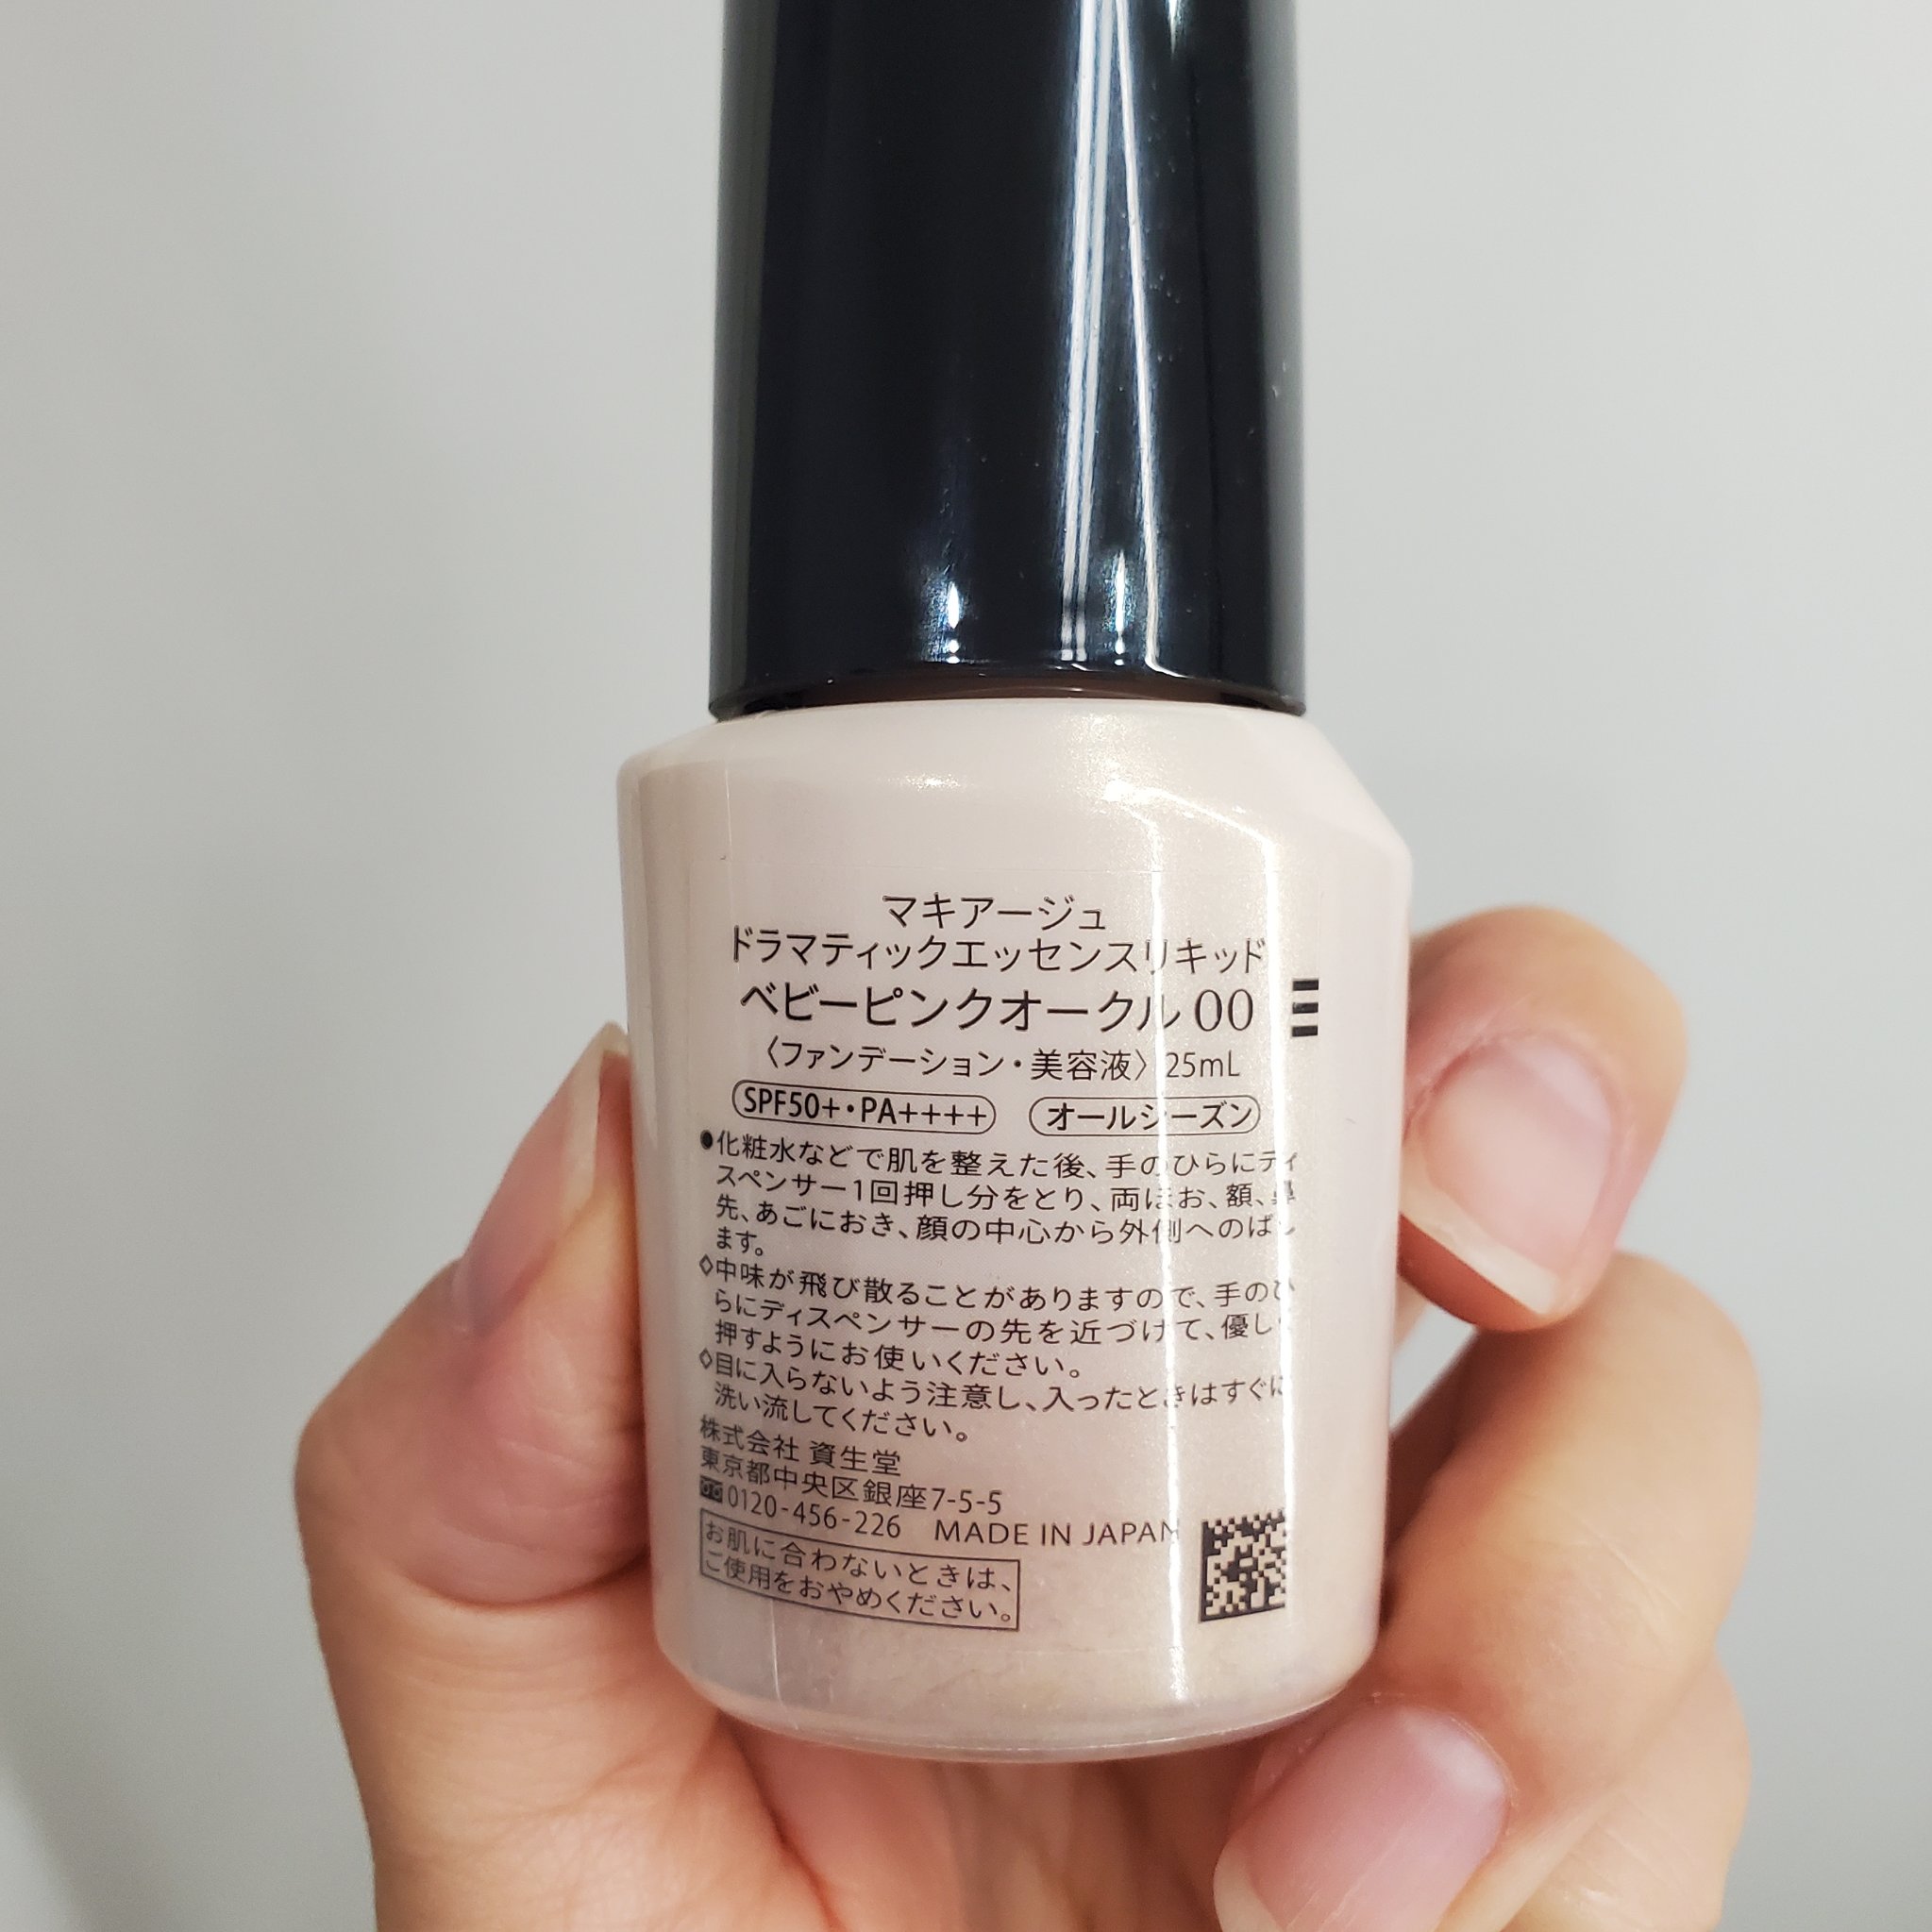 マキアージュ
ドラマティックエッセンスリキッド
ベビーピンクオークル 00
〈ファンデーション・美容液〉 25mL
SPF50+・PA++++ オールシーズン
●化粧水などで肌を整えた後、手のひらにディ
スペンサー1回押し分をとり、両ほお、額、鼻
先、あごにおき、顔の中心から外側へのばし
ます。
◇中味が飛び散ることがありますので、手のひ
らにディスペンサーの先を近づけて、優しく
押すようにお使いください。
◇目に入らないよう注意し、入ったときはすぐに
洗い流してください。
株式会社 資生堂
東京都中央区銀座7-5-5
0120-456-226 MADE IN JAPAN
お肌に合わないときは、
ご使用をおやめください。